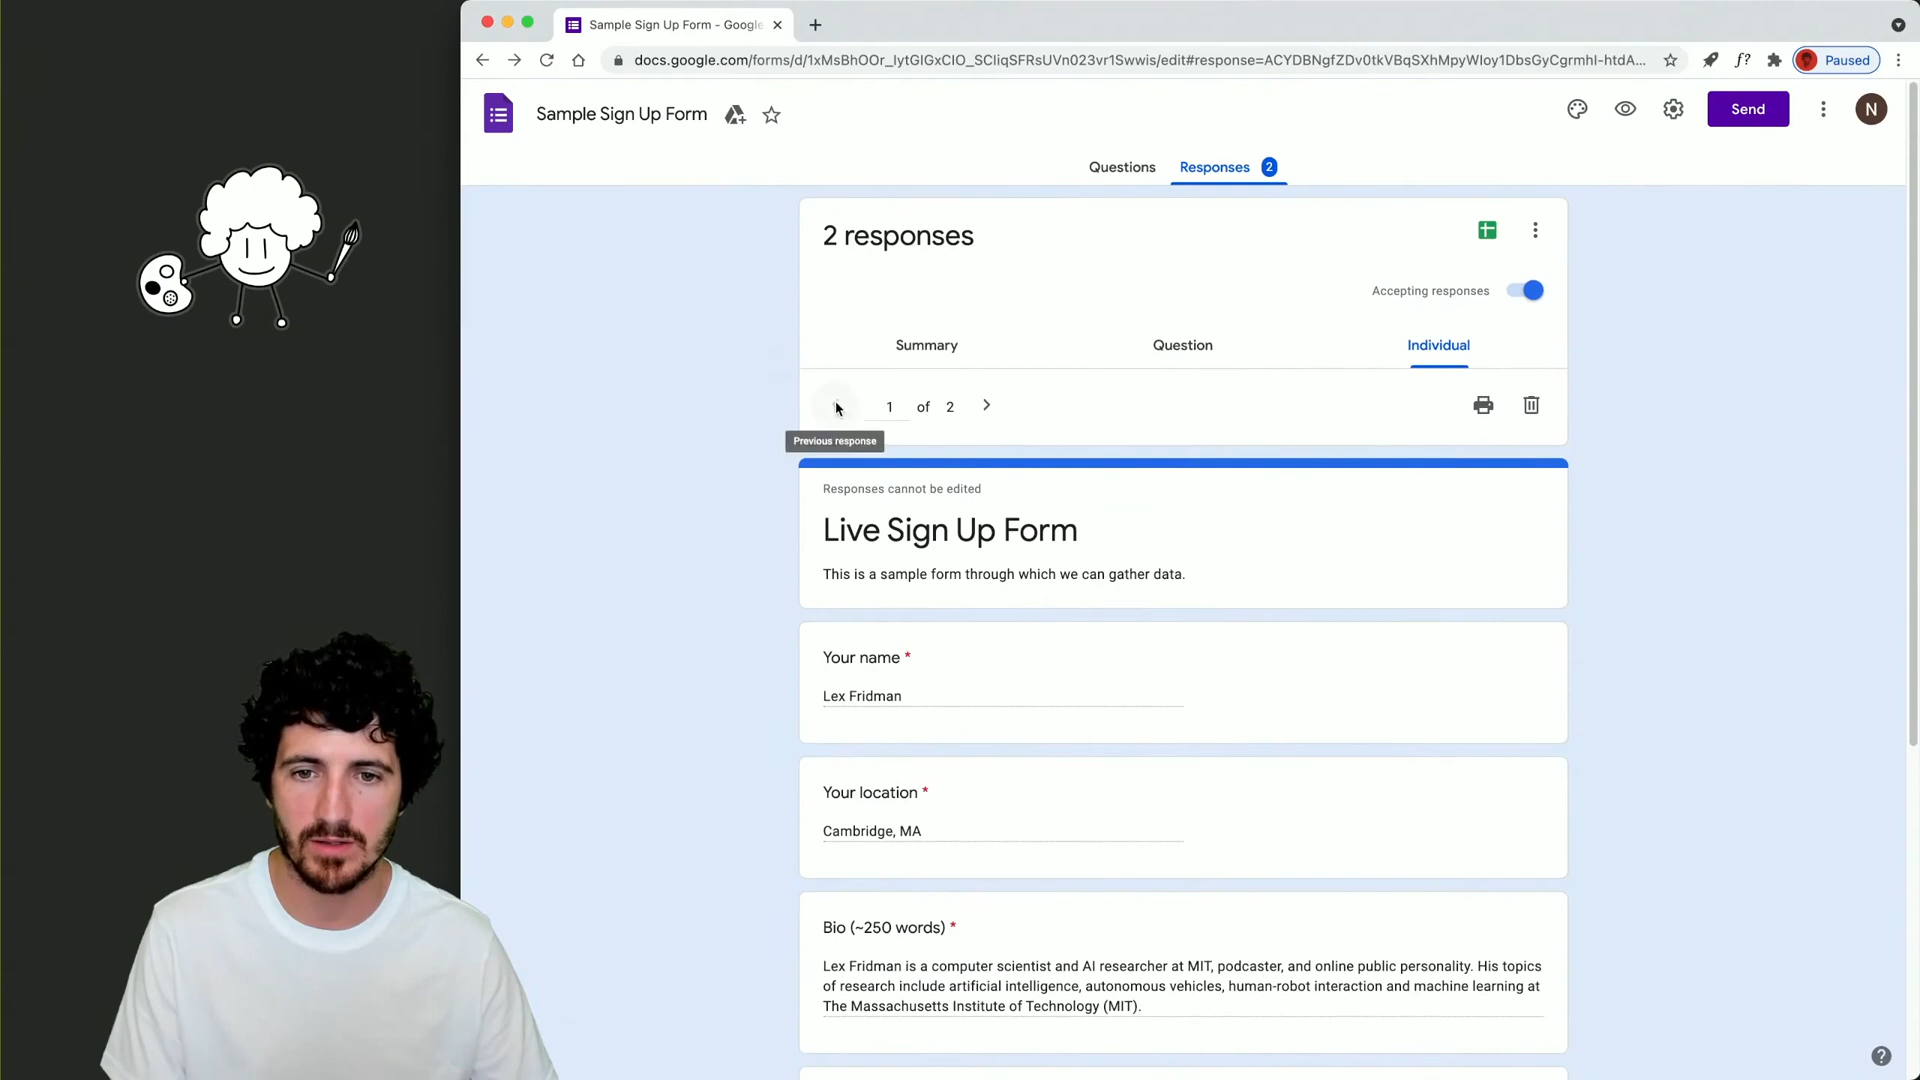 Sample Sign Up Form - Google
docs.google.com/forms/d/1xMsBhOOr_IytGIGxCIO_SCliqSFRsUVn023vr1Swwis/edit#response=ACYDBNgfZDv0tkVBqSXhMpyWIoy1DbsGyCgrmhI-htdA...
f?
Paused
Sample Sign Up Form
Send
N
Questions
Responses 2
2 responses
Accepting responses
Summary
Question
Individual
1 of 2
Previous response
Responses cannot be edited
Live Sign Up Form
This is a sample form through which we can gather data.
Your name *
Lex Fridman
Your location *
Cambridge, MA
Bio (~250 words) *
Lex Fridman is a computer scientist and AI researcher at MIT, podcaster, and online public personality. His topics
of research include artificial intelligence, autonomous vehicles, human-robot interaction and machine learning at
The Massachusetts Institute of Technology (MIT).